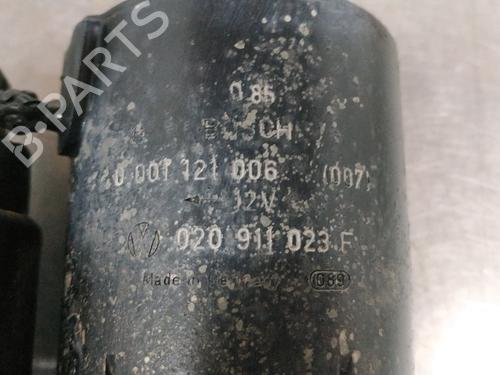 B-PARTS
0.85
BOSCH
0 001 121 006 (007)
12V
020 911 023 F
Made in Germany 089